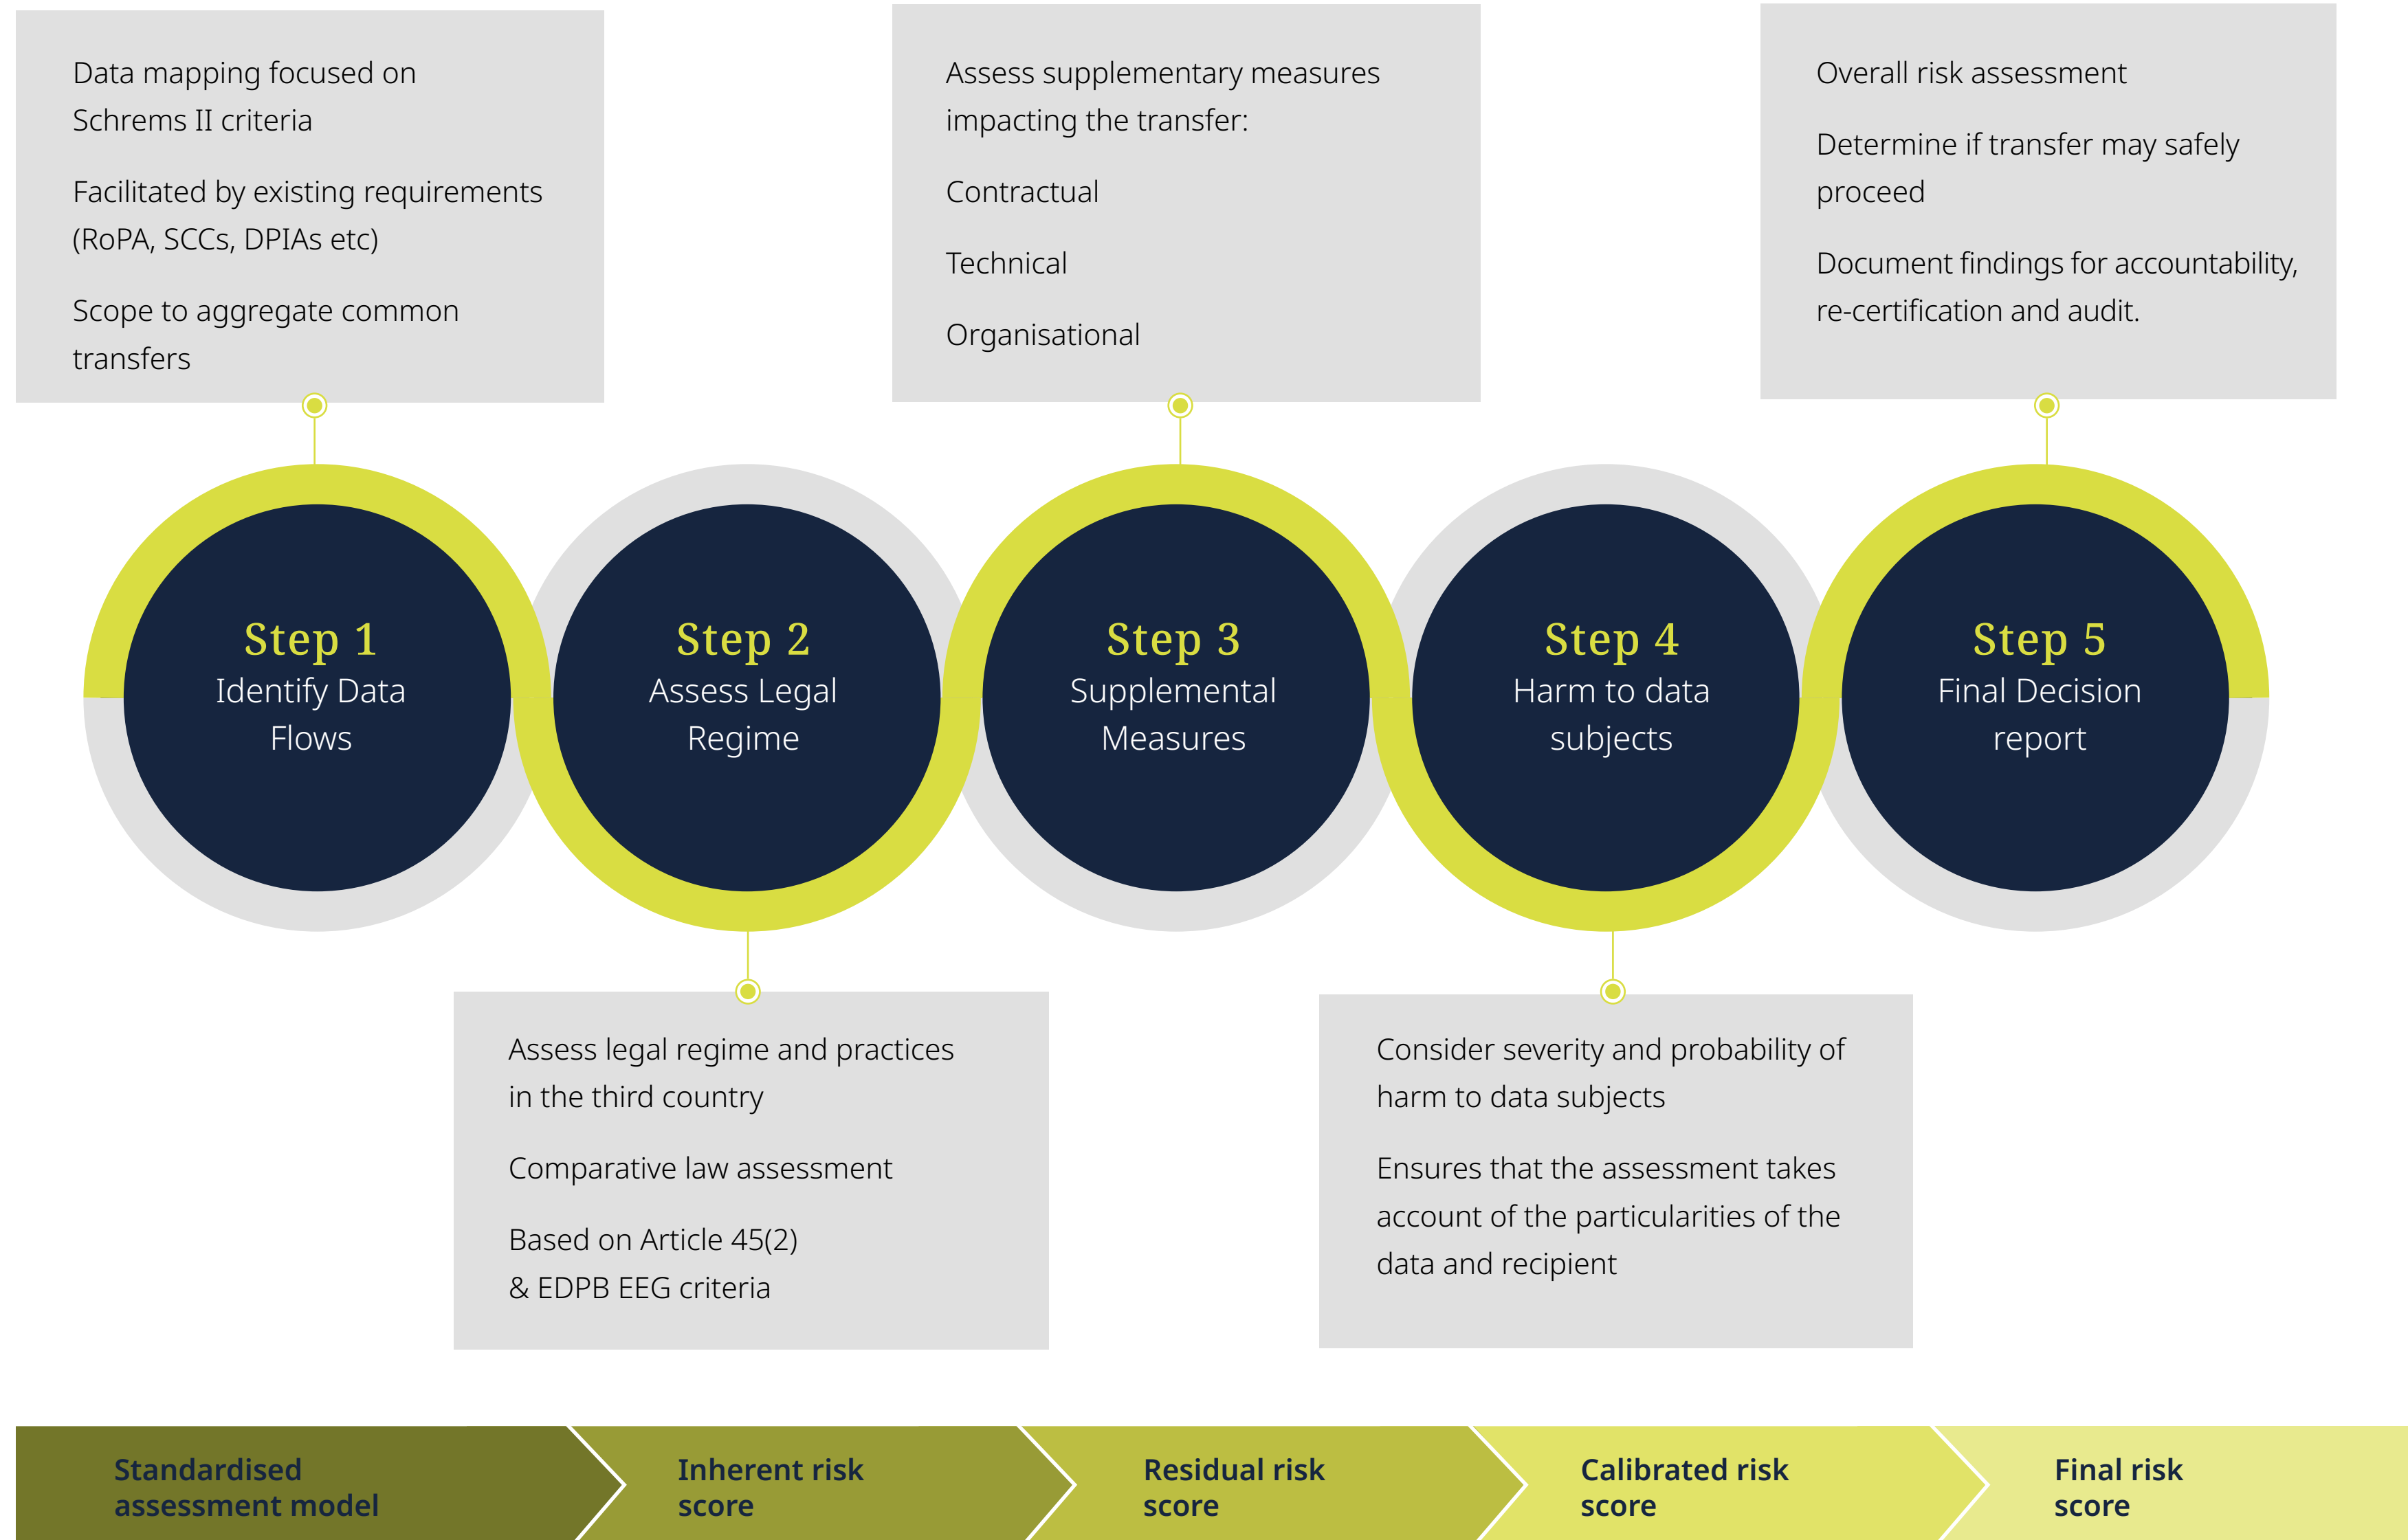 Data mapping focused on
Schrems II criteria
Facilitated by existing requirements
(RoPA, SCCs, DPIAs etc)
Scope to aggregate common
transfers
Assess supplementary measures
impacting the transfer:
Contractual
Technical
Organisational
Overall risk assessment
Determine if transfer may safely
proceed
Document findings for accountability,
re-certification and audit.
Step 1
Identify Data
Flows
Step 2
Assess Legal
Regime
Step 3
Supplemental
Measures
Step 4
Harm to data
subjects
Step 5
Final Decision
report
Assess legal regime and practices
in the third country
Comparative law assessment
Based on Article 45(2)
& EDPB EEG criteria
Consider severity and probability of
harm to data subjects
Ensures that the assessment takes
account of the particularities of the
data and recipient
Standardised
assessment model
Inherent risk
score
Residual risk
score
Calibrated risk
score
Final risk
score